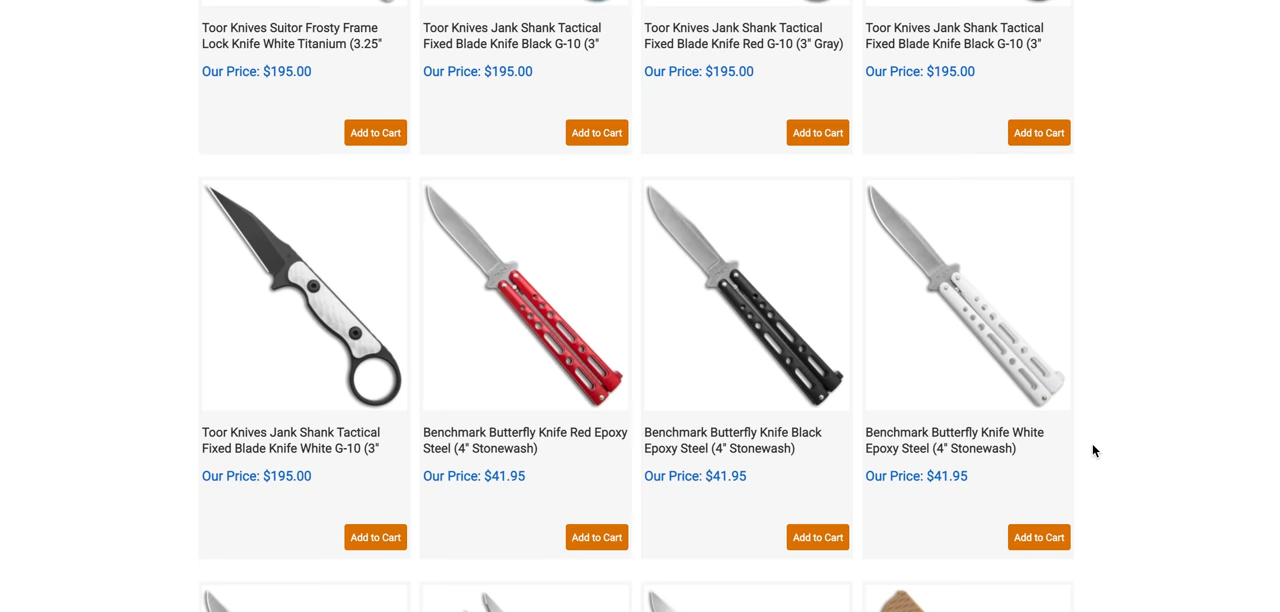 Toor Knives Suitor Frosty Frame
Lock Knife White Titanium (3.25"
Our Price: $195.00
Add to Cart
Toor Knives Jank Shank Tactical
Fixed Blade Knife Black G-10 (3"
Our Price: $195.00
Add to Cart
Toor Knives Jank Shank Tactical
Fixed Blade Knife Red G-10 (3" Gray)
Our Price: $195.00
Add to Cart
Toor Knives Jank Shank Tactical
Fixed Blade Knife Black G-10 (3"
Our Price: $195.00
Add to Cart
Toor Knives Jank Shank Tactical
Fixed Blade Knife White G-10 (3"
Our Price: $195.00
Add to Cart
Benchmark Butterfly Knife Red Epoxy
Steel (4" Stonewash)
Our Price: $41.95
Add to Cart
Benchmark Butterfly Knife Black
Epoxy Steel (4" Stonewash)
Our Price: $41.95
Add to Cart
Benchmark Butterfly Knife White
Epoxy Steel (4" Stonewash)
Our Price: $41.95
Add to Cart